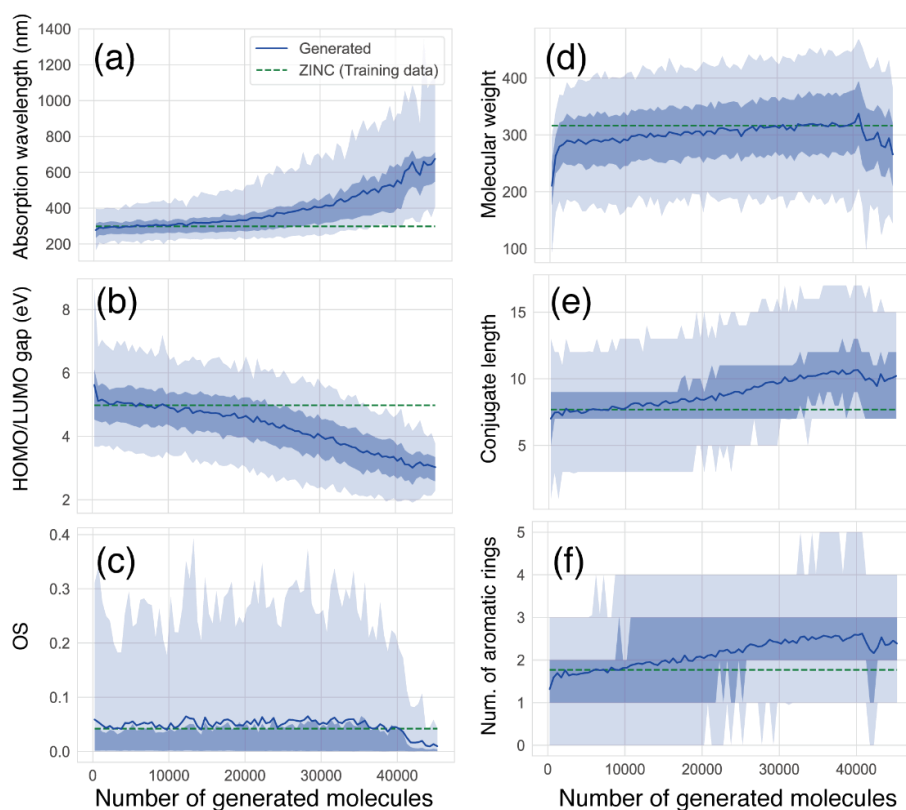 (a)
Absorption wavelength (nm)
1400
1200
1000
800
600
400
200
Generated
ZINC (Training data)
(b)
HOMO/LUMO gap (eV)
8
6
4
2
(c)
OS
0.4
0.3
0.2
0.1
0.0
0 10000 20000 30000 40000
Number of generated molecules
(d)
Molecular weight
400
300
200
100
(e)
Conjugate length
15
10
5
(f)
Num. of aromatic rings
5
4
3
2
1
0
0 10000 20000 30000 40000
Number of generated molecules